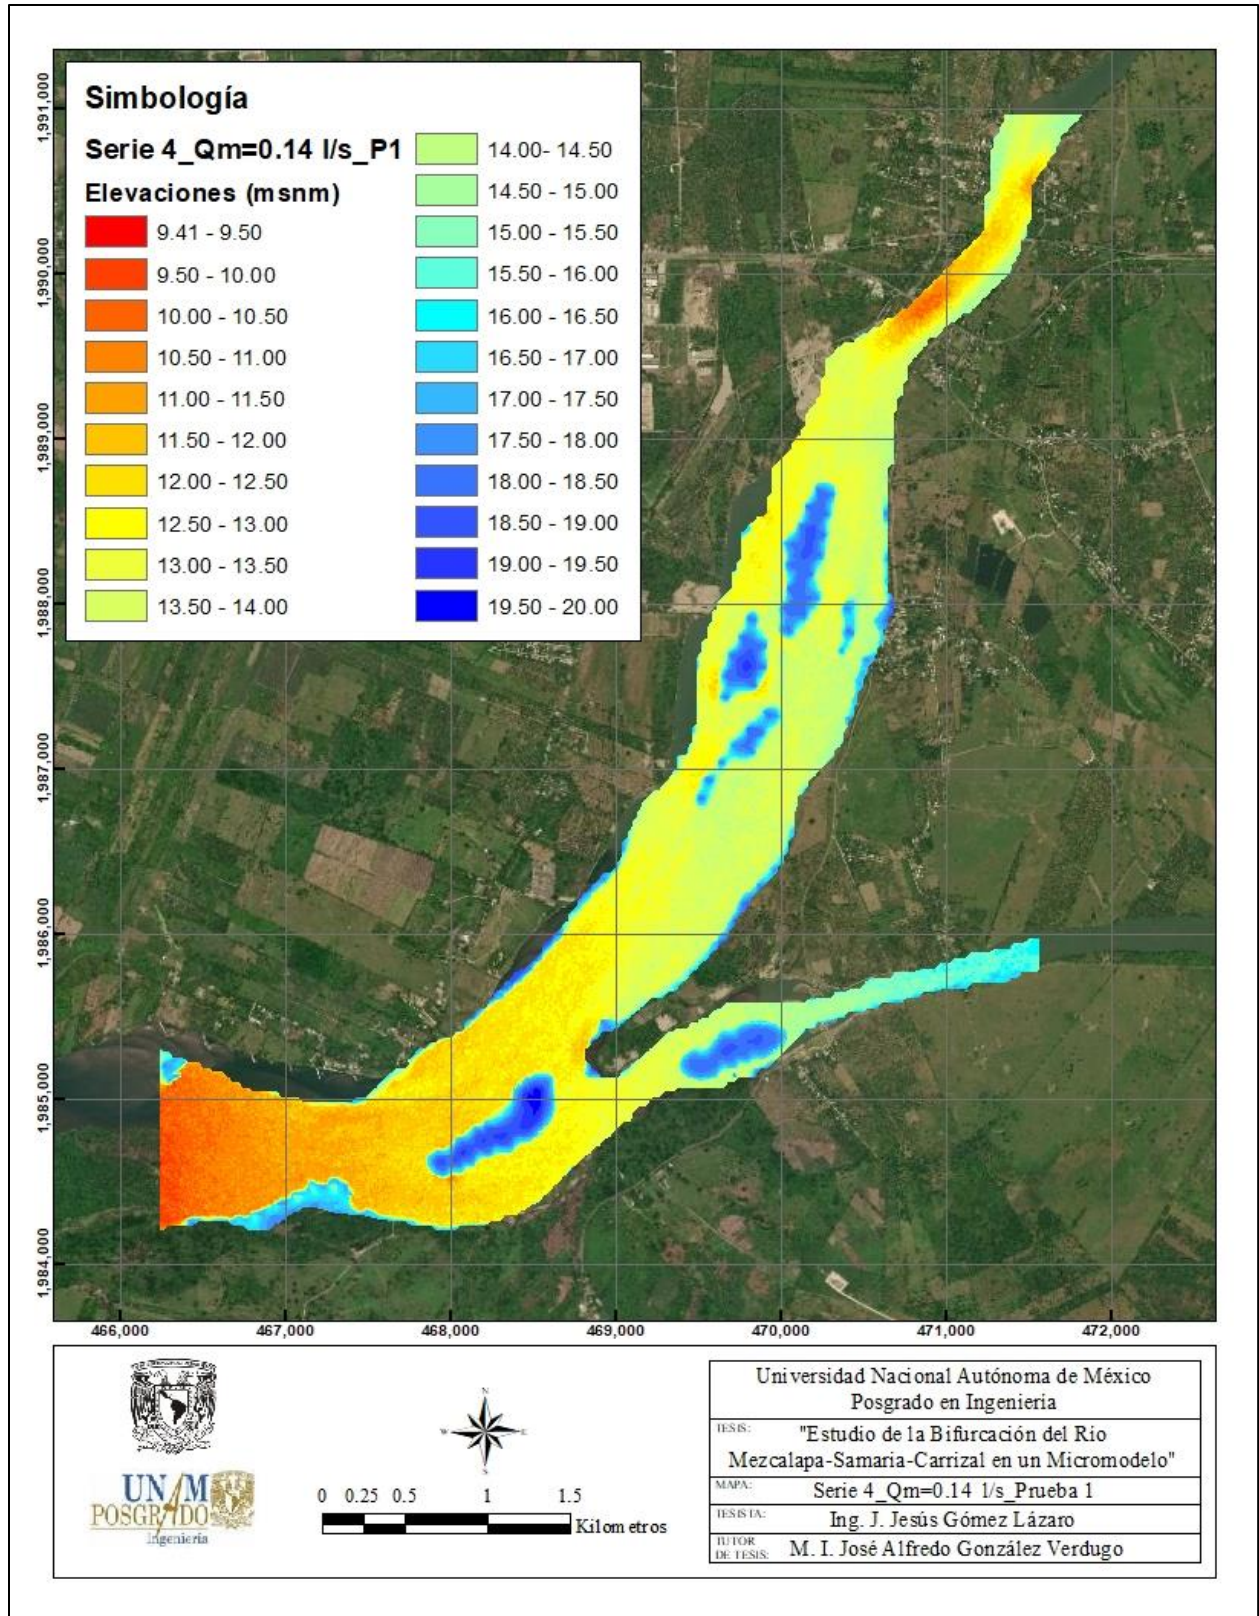 Simbología
Serie 4_Qm=0.14 l/s_P1
Elevaciones (msnm)
9.41 - 9.50
9.50 - 10.00
10.00 - 10.50
10.50 - 11.00
11.00 - 11.50
11.50 - 12.00
12.00 - 12.50
12.50 - 13.00
13.00 - 13.50
13.50 - 14.00
14.00- 14.50
14.50 - 15.00
15.00 - 15.50
15.50 - 16.00
16.00 - 16.50
16.50 - 17.00
17.00 - 17.50
17.50 - 18.00
18.00 - 18.50
18.50 - 19.00
19.00 - 19.50
19.50 - 20.00
1,991,000
1,990,000
1,989,000
1,988,000
1,987,000
1,986,000
1,985,000
1,984,000
466,000 467,000 468,000 469,000 470,000 471,000 472,000
UNAM
POSGRADO
Ingeniería
N
W E
S
0 0.25 0.5 1 1.5
Kilometros
Universidad Nacional Autónoma de México
Posgrado en Ingenieria
TESIS: "Estudio de la Bifurcación del Rio
Mezcalapa-Samaria-Carrizal en un Micromodelo"
MAPA: Serie 4_Qm=0.14 l/s_Prueba 1
TESISTA: Ing. J. Jesús Gómez Lázaro
TUTOR
DE TESIS: M. I. José Alfredo González Verdugo